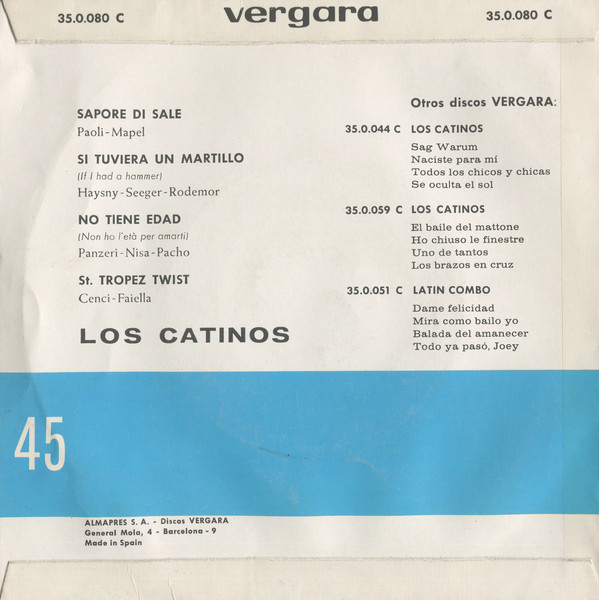 35.0.080 C
vergara
35.0.080 C
SAPORE DI SALE
Paoli-Mapel
SI TUVIERA UN MARTILLO
(If I had a hammer)
Haysny-Seeger-Rodemor
NO TIENE EDAD
(Non ho l'età per amarti)
Panzeri-Nisa-Pacho
St. TROPEZ TWIST
Cenci-Faiella
LOS CATINOS
Otros discos VERGARA:
35.0.044 C LOS CATINOS
Sag Warum
Naciste para mí
Todos los chicos y chicas
Se oculta el sol
35.0.059 C LOS CATINOS
El baile del mattone
Ho chiuso le finestre
Uno de tantos
Los brazos en cruz
35.0.051 C LATIN COMBO
Dame felicidad
Mira como bailo yo
Balada del amanecer
Todo ya pasó, Joey
45
ALMAPRES S. A. - Discos VERGARA
General Mola, 4 - Barcelona - 9
Made in Spain